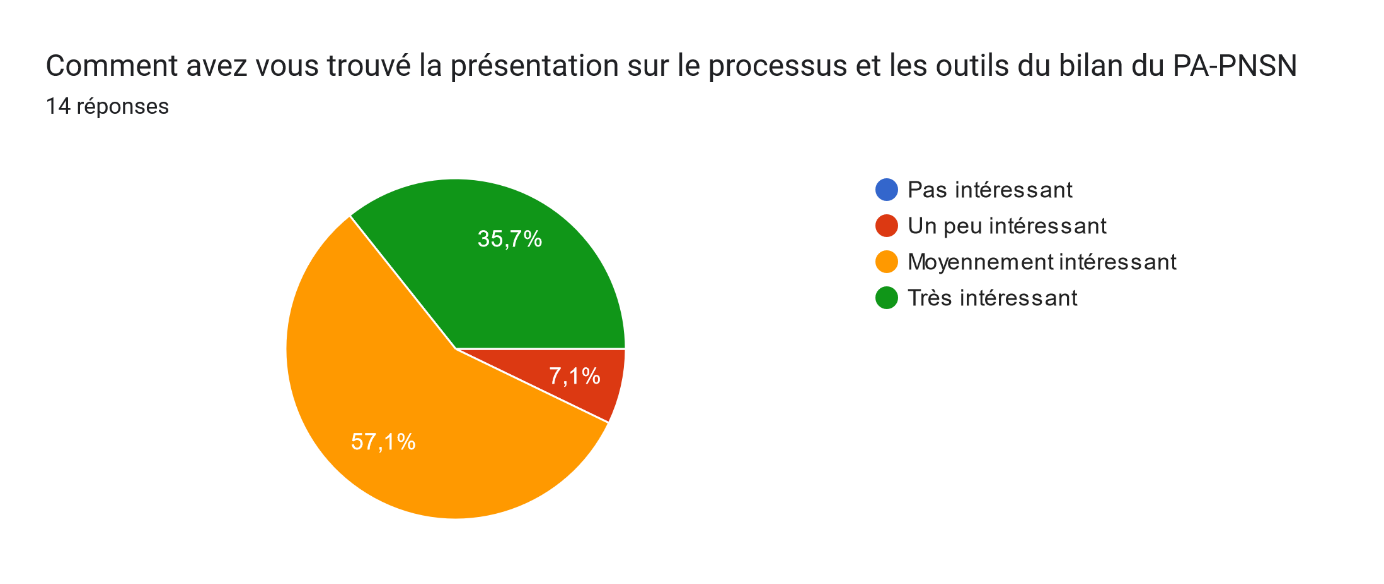 Comment avez vous trouvé la présentation sur le processus et les outils du bilan du PA-PNSN
14 réponses
Pas intéressant
Un peu intéressant
Moyennement intéressant
Très intéressant
35,7%
7,1%
57,1%